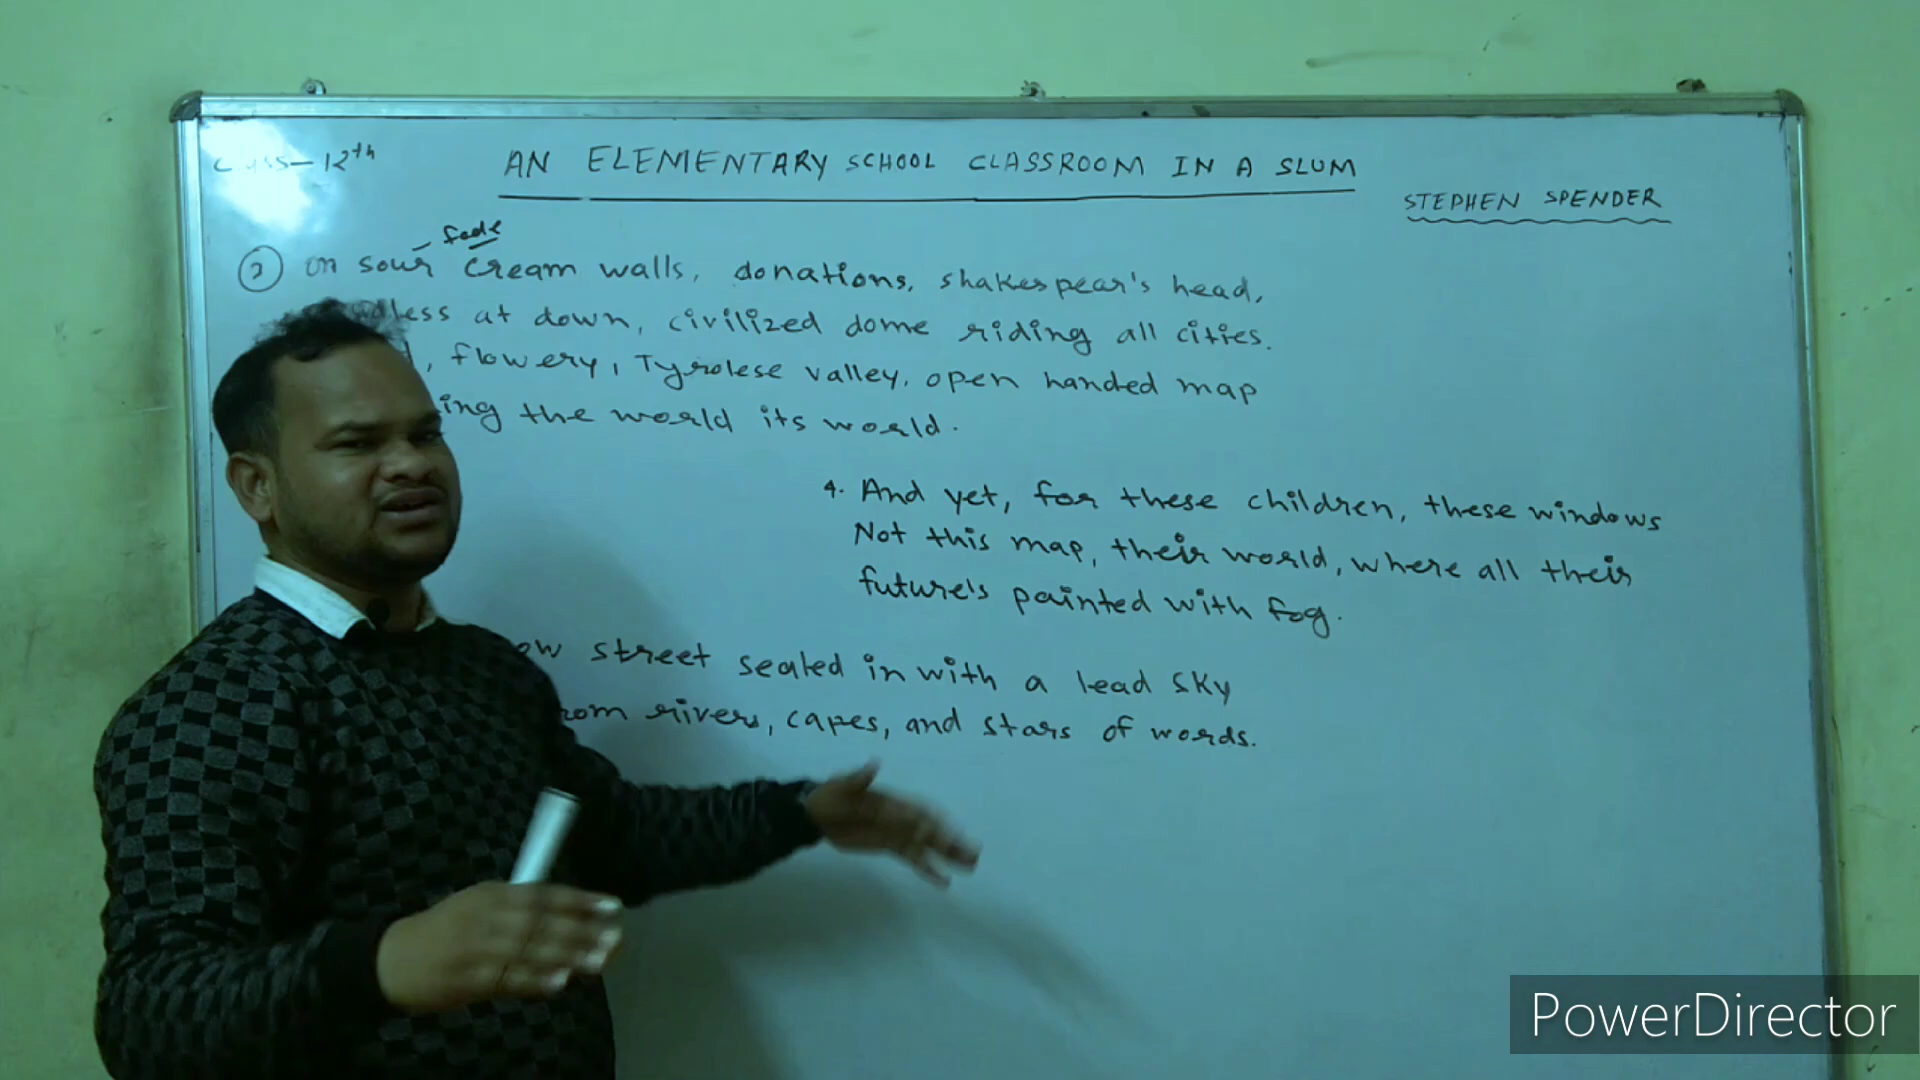 CLASS-12th
AN ELEMENTARY SCHOOL CLASSROOM IN A SLUM
STEPHEN SPENDER
fade
on sour cream walls, donations, shakespear's head,
at down, civilized dome riding all cities.
flowery, Tyrolese valley. open handed map
the world its world.
4. And yet, for these children, these windows
Not this map, their world, where all their
future's painted with fog.
street sealed in with a lead sky
rivers, capes, and stars of words.
PowerDirector